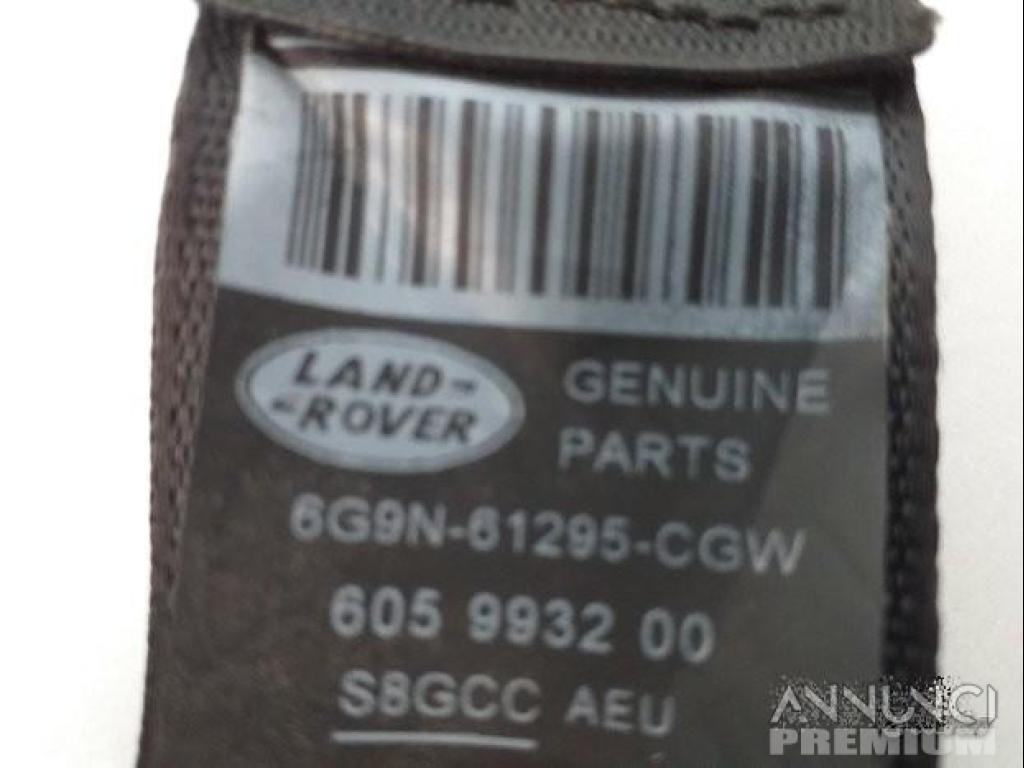 LAND
ROVER
GENUINE
PARTS
6G9N-61295-CGW
605 9932 00
S8GCC AEU
ANNUNCI
PREMIUM